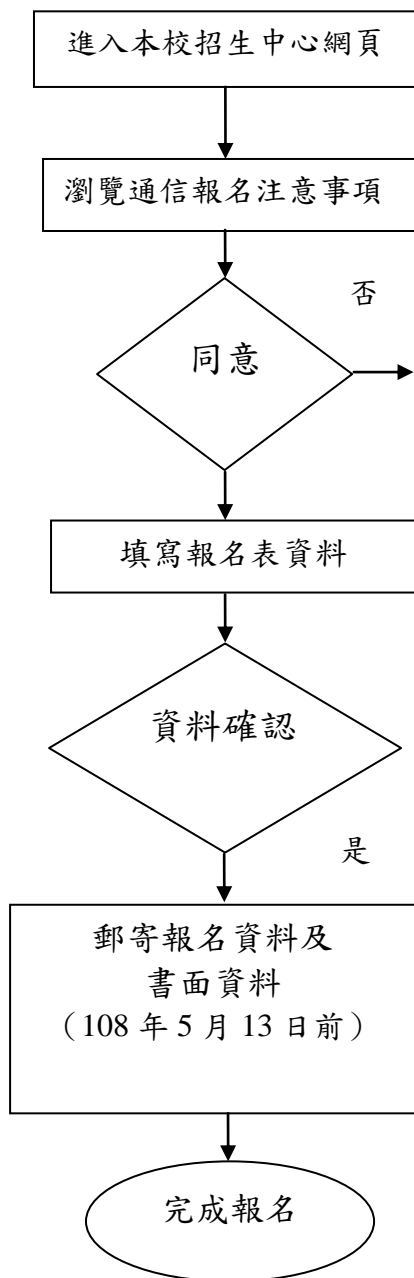 進入本校招生中心網頁
瀏覽通信報名注意事項
否
同意
填寫報名表資料
資料確認
是
郵寄報名資料及
書面資料
（108 年 5 月 13 日前）
完成報名